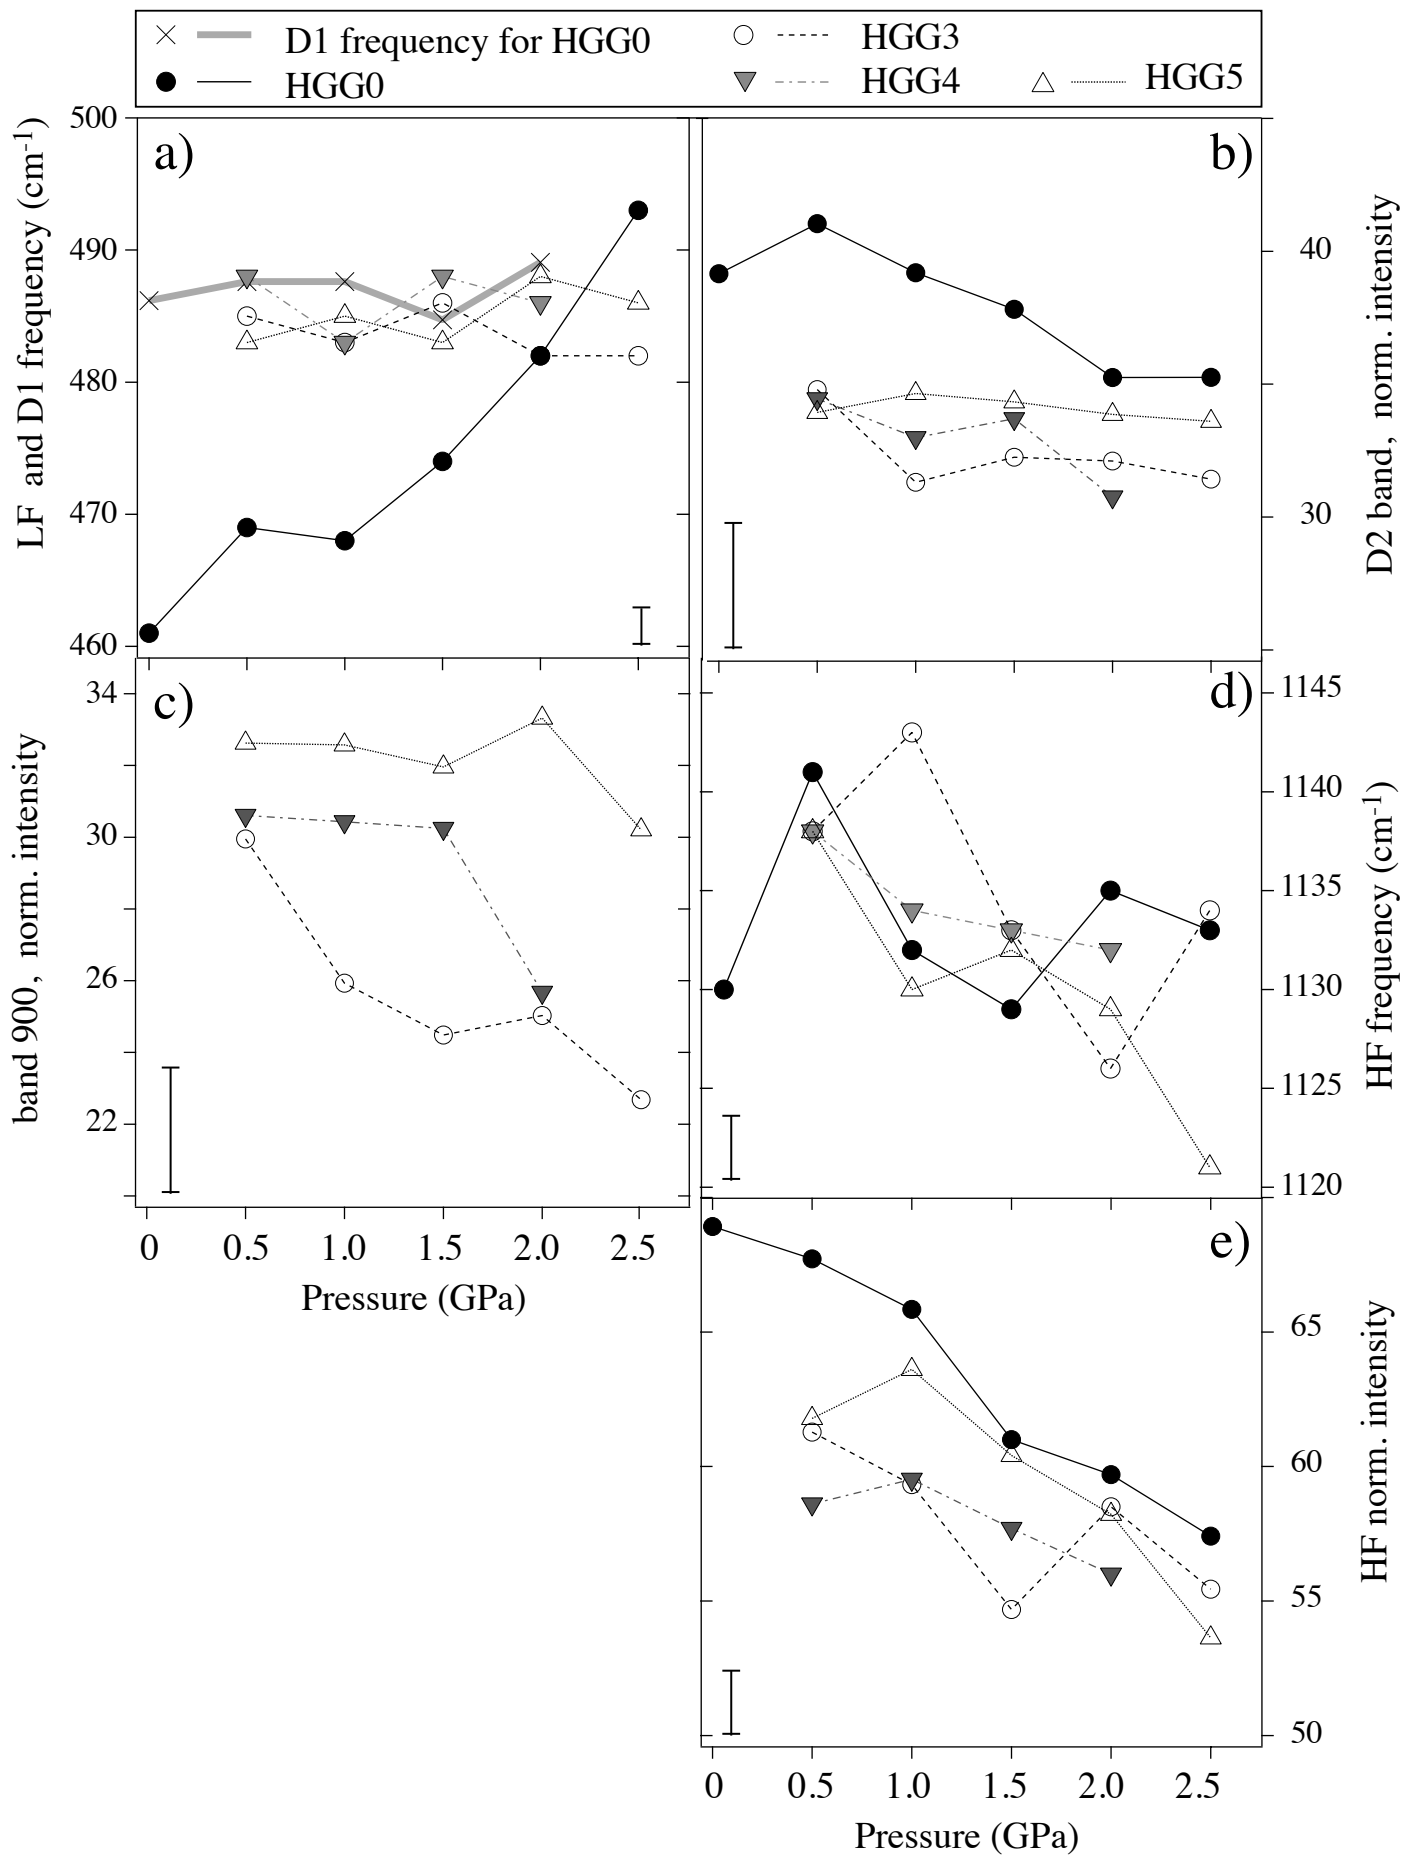 D1 frequency for HGG0
HGG0
HGG3
HGG4
HGG5
a)
LF and D1 frequency (cm-1)
500
490
480
470
460
b)
D2 band, norm. intensity
40
30
c)
band 900, norm. intensity
34
30
26
22
0 0.5 1.0 1.5 2.0 2.5
Pressure (GPa)
d)
HF frequency (cm-1)
1145
1140
1135
1130
1125
1120
e)
HF norm. intensity
65
60
55
50
0 0.5 1.0 1.5 2.0 2.5
Pressure (GPa)